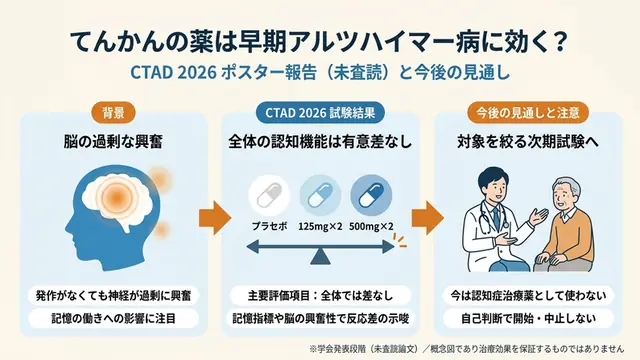 てんかんの薬は早期アルツハイマー病に効く？
CTAD 2026 ポスター報告（未査読）と今後の見通し
背景
脳の過剰な興奮
発作がなくても神経が過剰に興奮
記憶の働きへの影響に注目
CTAD 2026 試験結果
全体の認知機能は有意差なし
プラセボ
125mg×2
500mg×2
主要評価項目：全体では差なし
記憶指標や脳の興奮性で反応差の示唆
今後の見通しと注意
対象を絞る次期試験へ
今は認知症治療薬として使わない
自己判断で開始・中止しない
※学会発表段階（未査読論文）／概念図であり治療効果を保証するものではありません